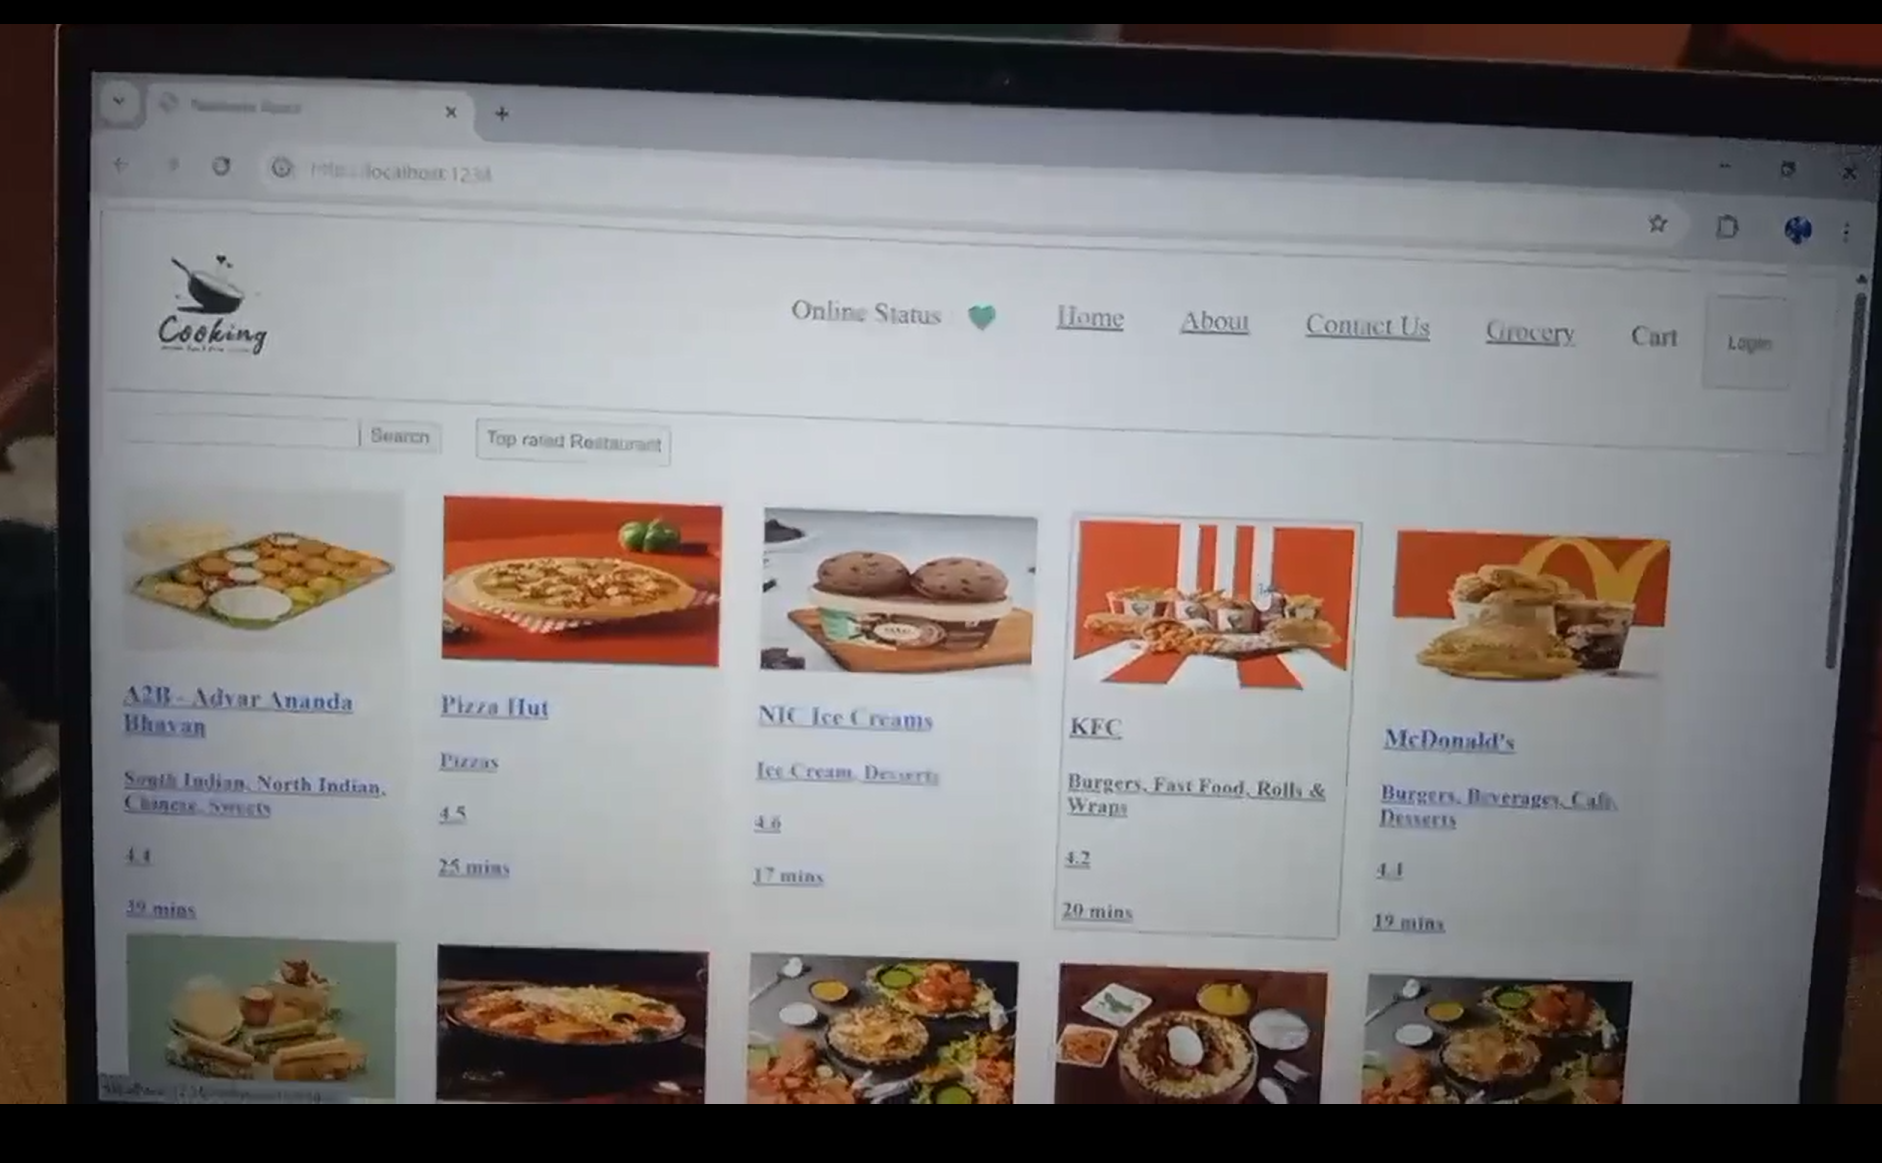 localhost:1234
Cooking
Online Status
Home
About
Contact Us
Grocery
Cart
Login
Search
Top rated Restaurant
A2B - Adyar Ananda
Bhavan
South Indian, North Indian,
Chinese, Sweets
4.4
39 mins
Pizza Hut
Pizzas
4.5
25 mins
NIC Ice Creams
Ice Cream, Desserts
4.6
17 mins
KFC
Burgers, Fast Food, Rolls &
Wraps
4.2
20 mins
McDonald's
Burgers, Beverages, Cafe,
Desserts
4.4
19 mins